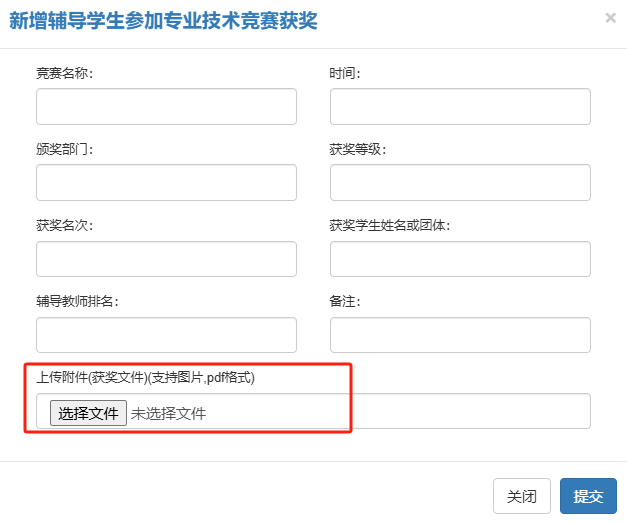 新增辅导学生参加专业技术竞赛获奖 ×
竞赛名称: 时间:
颁奖部门: 获奖等级:
获奖名次: 获奖学生姓名或团体:
辅导教师排名: 备注:
上传附件(获奖文件)(支持图片,pdf格式)
选择文件 未选择文件
关闭 提交